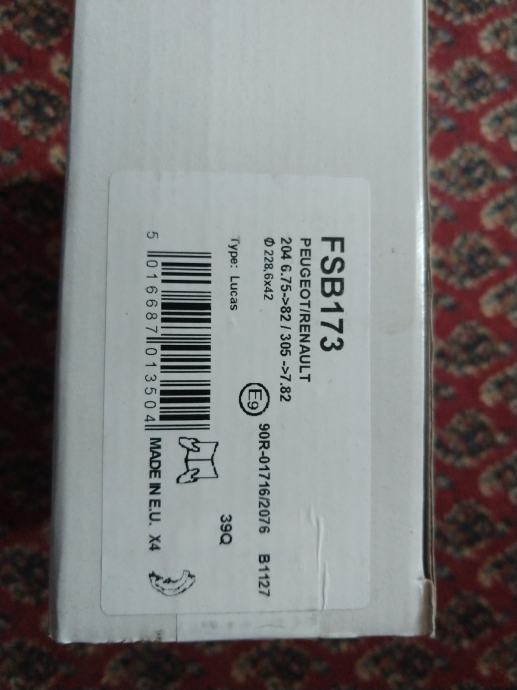 FSB173
PEUGEOT/RENAULT
204 6.75->82 / 305 ->7.82
Φ 228,6x42
E9 90R-01716/2076 B1127
Type: Lucas
39Q
5 016687 013504
MADE IN E.U. X4